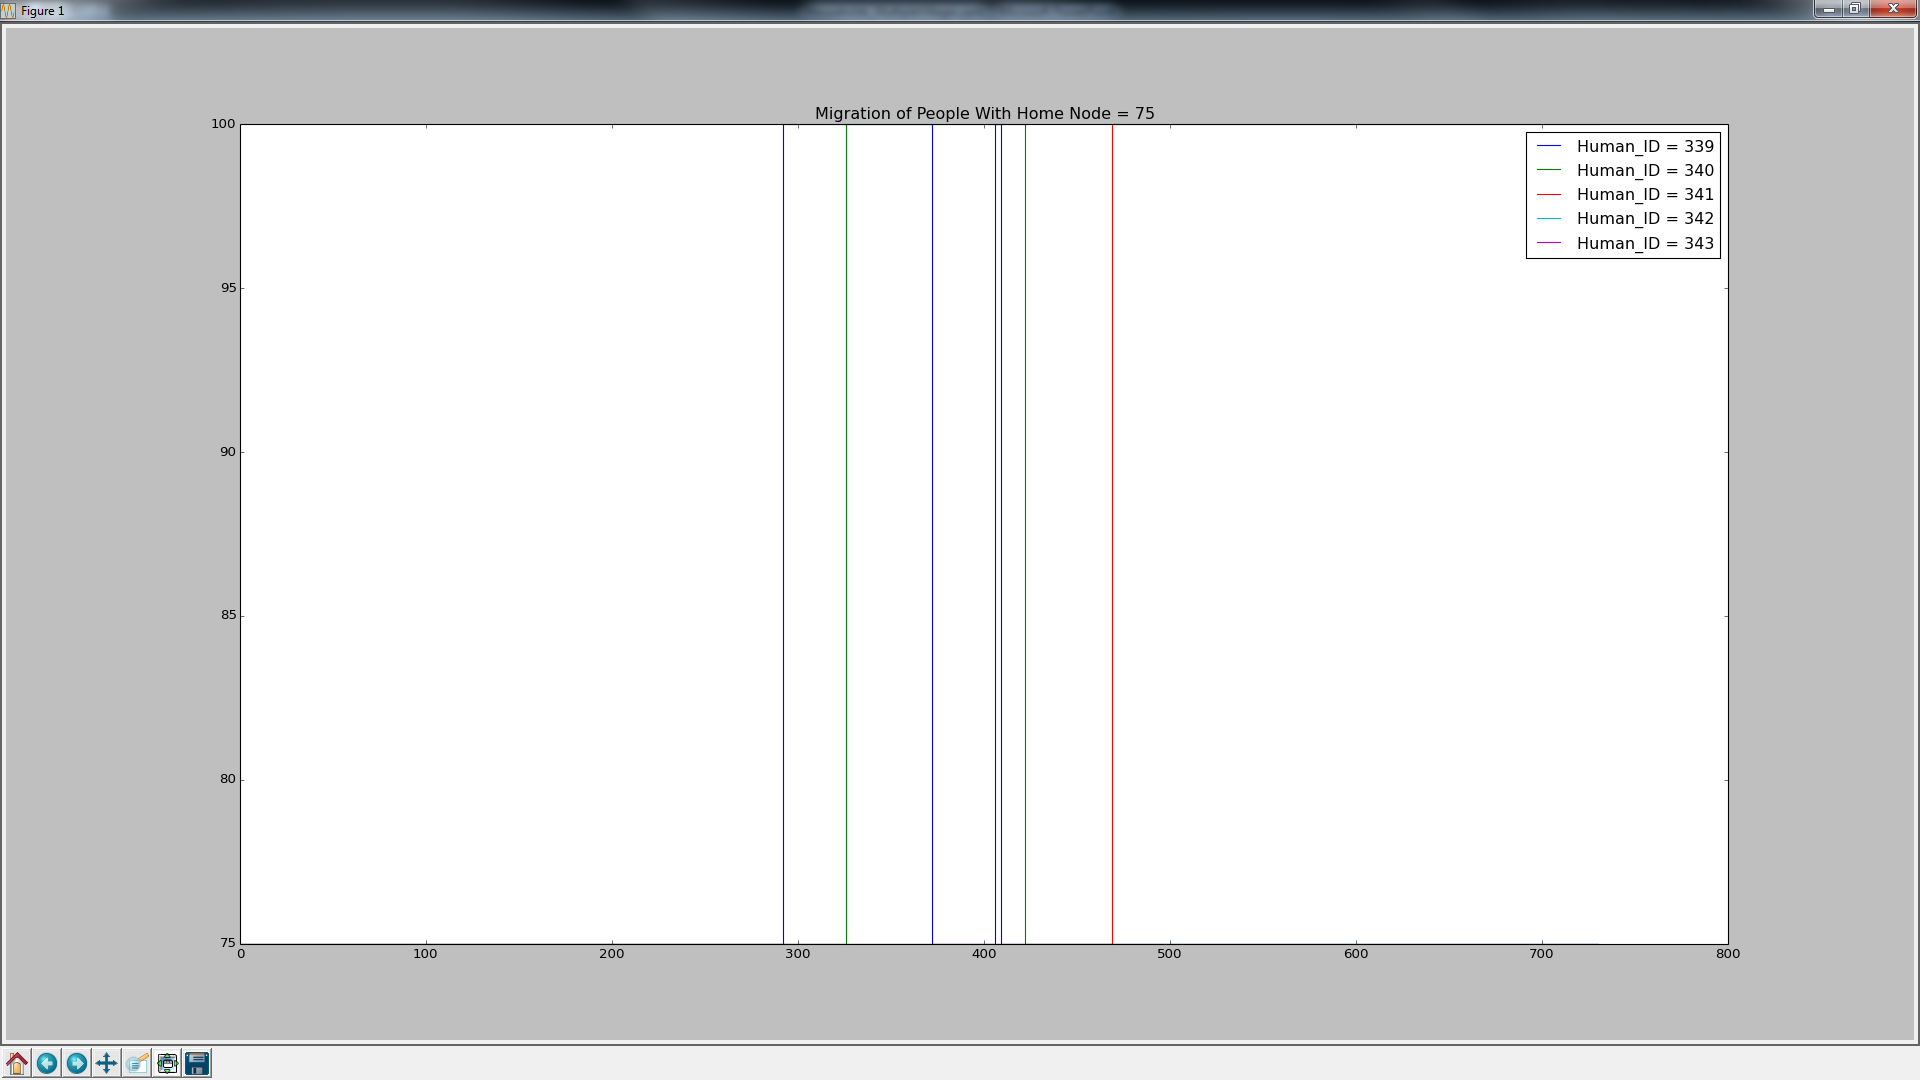 Figure 1
Migration of People With Home Node = 75
100
95
90
85
80
75
Human_ID = 339
Human_ID = 340
Human_ID = 341
Human_ID = 342
Human_ID = 343
0 100 200 300 400 500 600 700 800